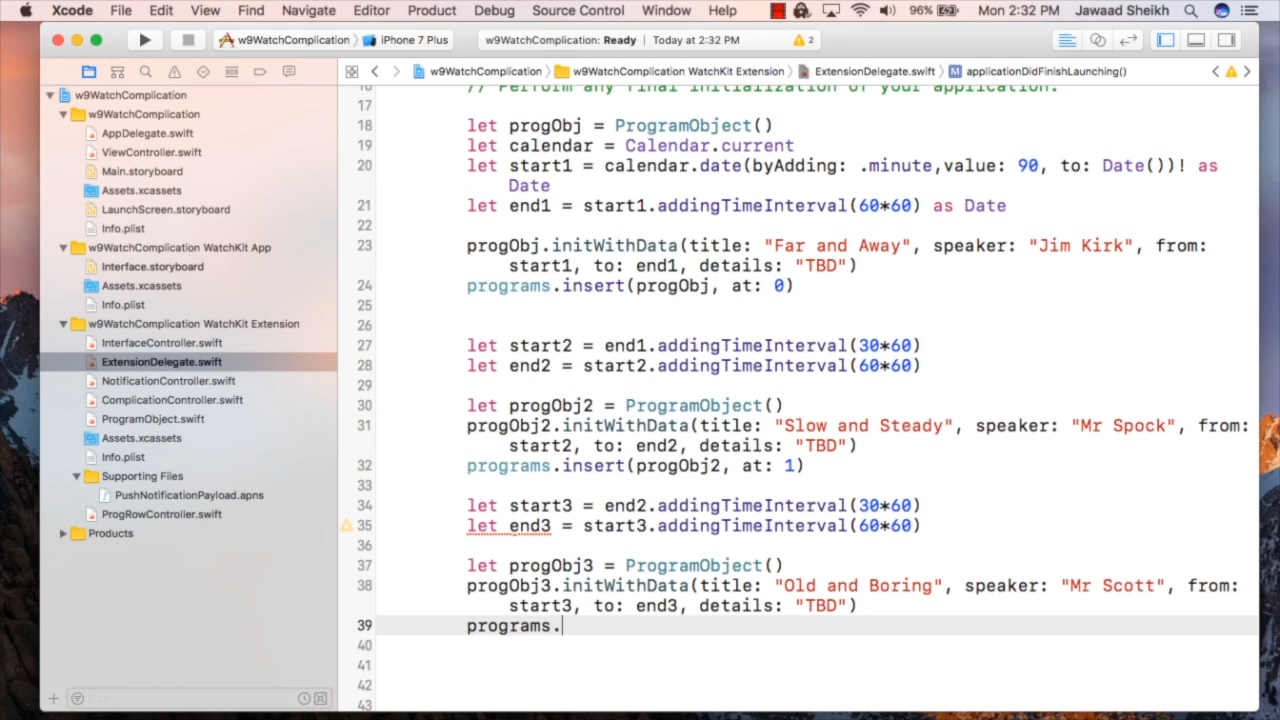 Xcode File Edit View Find Navigate Editor Product Debug Source Control Window Help 96% Mon 2:32 PM Jawaad Sheikh
w9WatchComplication iPhone 7 Plus w9WatchComplication: Ready Today at 2:32 PM 2
w9WatchComplication w9WatchComplication WatchKit Extension ExtensionDelegate.swift M applicationDidFinishLaunching()
w9WatchComplication
w9WatchComplication
AppDelegate.swift
ViewController.swift
Main.storyboard
Assets.xcassets
LaunchScreen.storyboard
Info.plist
w9WatchComplication WatchKit App
Interface.storyboard
Assets.xcassets
Info.plist
w9WatchComplication WatchKit Extension
InterfaceController.swift
ExtensionDelegate.swift
NotificationController.swift
ComplicationController.swift
ProgramObject.swift
Assets.xcassets
Info.plist
Supporting Files
PushNotificationPayload.apns
ProgRowController.swift
Products
16 // Perform any final initialization of your application.
17
18 let progObj = ProgramObject()
19 let calendar = Calendar.current
20 let start1 = calendar.date(byAdding: .minute,value: 90, to: Date())! as
Date
21 let end1 = start1.addingTimeInterval(60*60) as Date
22
23 progObj.initWithData(title: "Far and Away", speaker: "Jim Kirk", from:
start1, to: end1, details: "TBD")
24 programs.insert(progObj, at: 0)
25
26
27 let start2 = end1.addingTimeInterval(30*60)
28 let end2 = start2.addingTimeInterval(60*60)
29
30 let progObj2 = ProgramObject()
31 progObj2.initWithData(title: "Slow and Steady", speaker: "Mr Spock", from:
start2, to: end2, details: "TBD")
32 programs.insert(progObj2, at: 1)
33
34 let start3 = end2.addingTimeInterval(30*60)
35 let end3 = start3.addingTimeInterval(60*60)
36
37 let progObj3 = ProgramObject()
38 progObj3.initWithData(title: "Old and Boring", speaker: "Mr Scott", from:
start3, to: end3, details: "TBD")
39 programs.
40
41
42
43